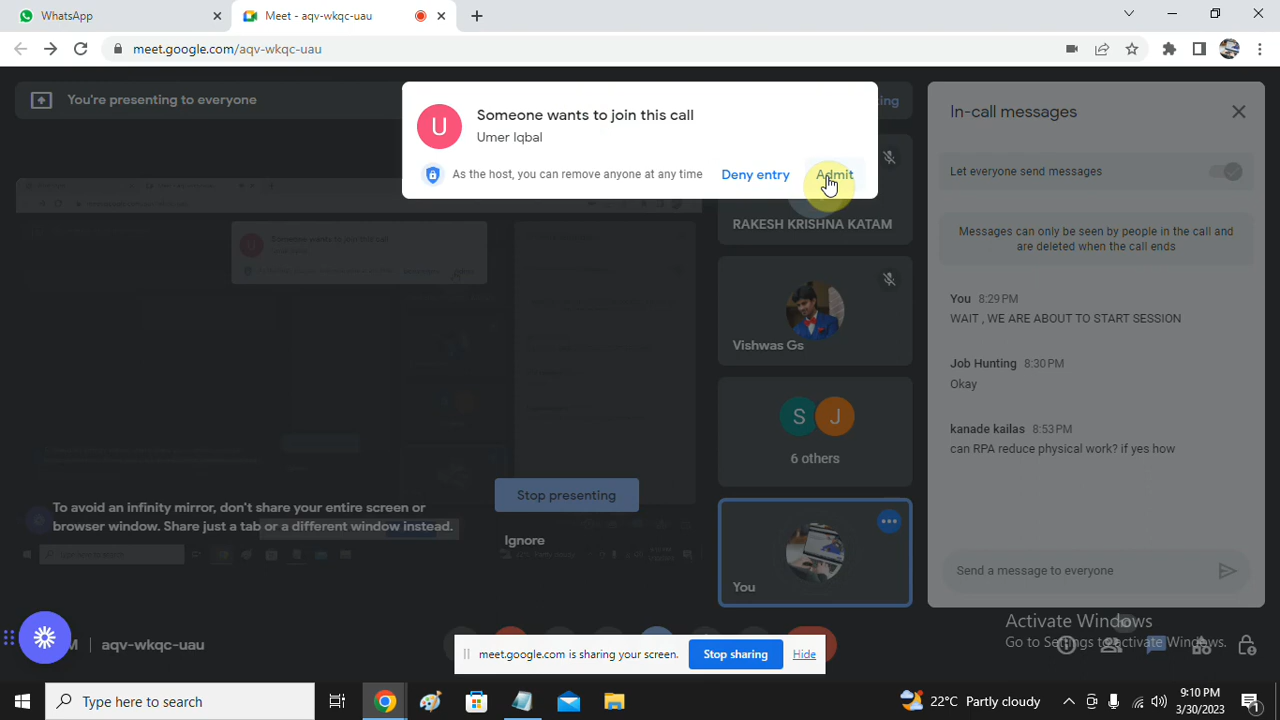 WhatsApp
Meet - aqv-wkqc-uau
meet.google.com/aqv-wkqc-uau
You're presenting to everyone
ing
U
Someone wants to join this call
Umer Iqbal
As the host, you can remove anyone at any time
Deny entry
Admit
RAKESH KRISHNA KATAM
Vishwas Gs
S
J
6 others
You
To avoid an infinity mirror, don't share your entire screen or
browser window. Share just a tab or a different window instead.
Stop presenting
Ignore
In-call messages
Let everyone send messages
Messages can only be seen by people in the call and
are deleted when the call ends
You 8:29 PM
WAIT , WE ARE ABOUT TO START SESSION
Job Hunting 8:30 PM
Okay
kanade kailas 8:53 PM
can RPA reduce physical work? if yes how
Send a message to everyone
Activate Windows
Go to Settings to activate Windows.
M | aqv-wkqc-uau
meet.google.com is sharing your screen.
Stop sharing
Hide
Type here to search
22°C Partly cloudy
9:10 PM
3/30/2023
1